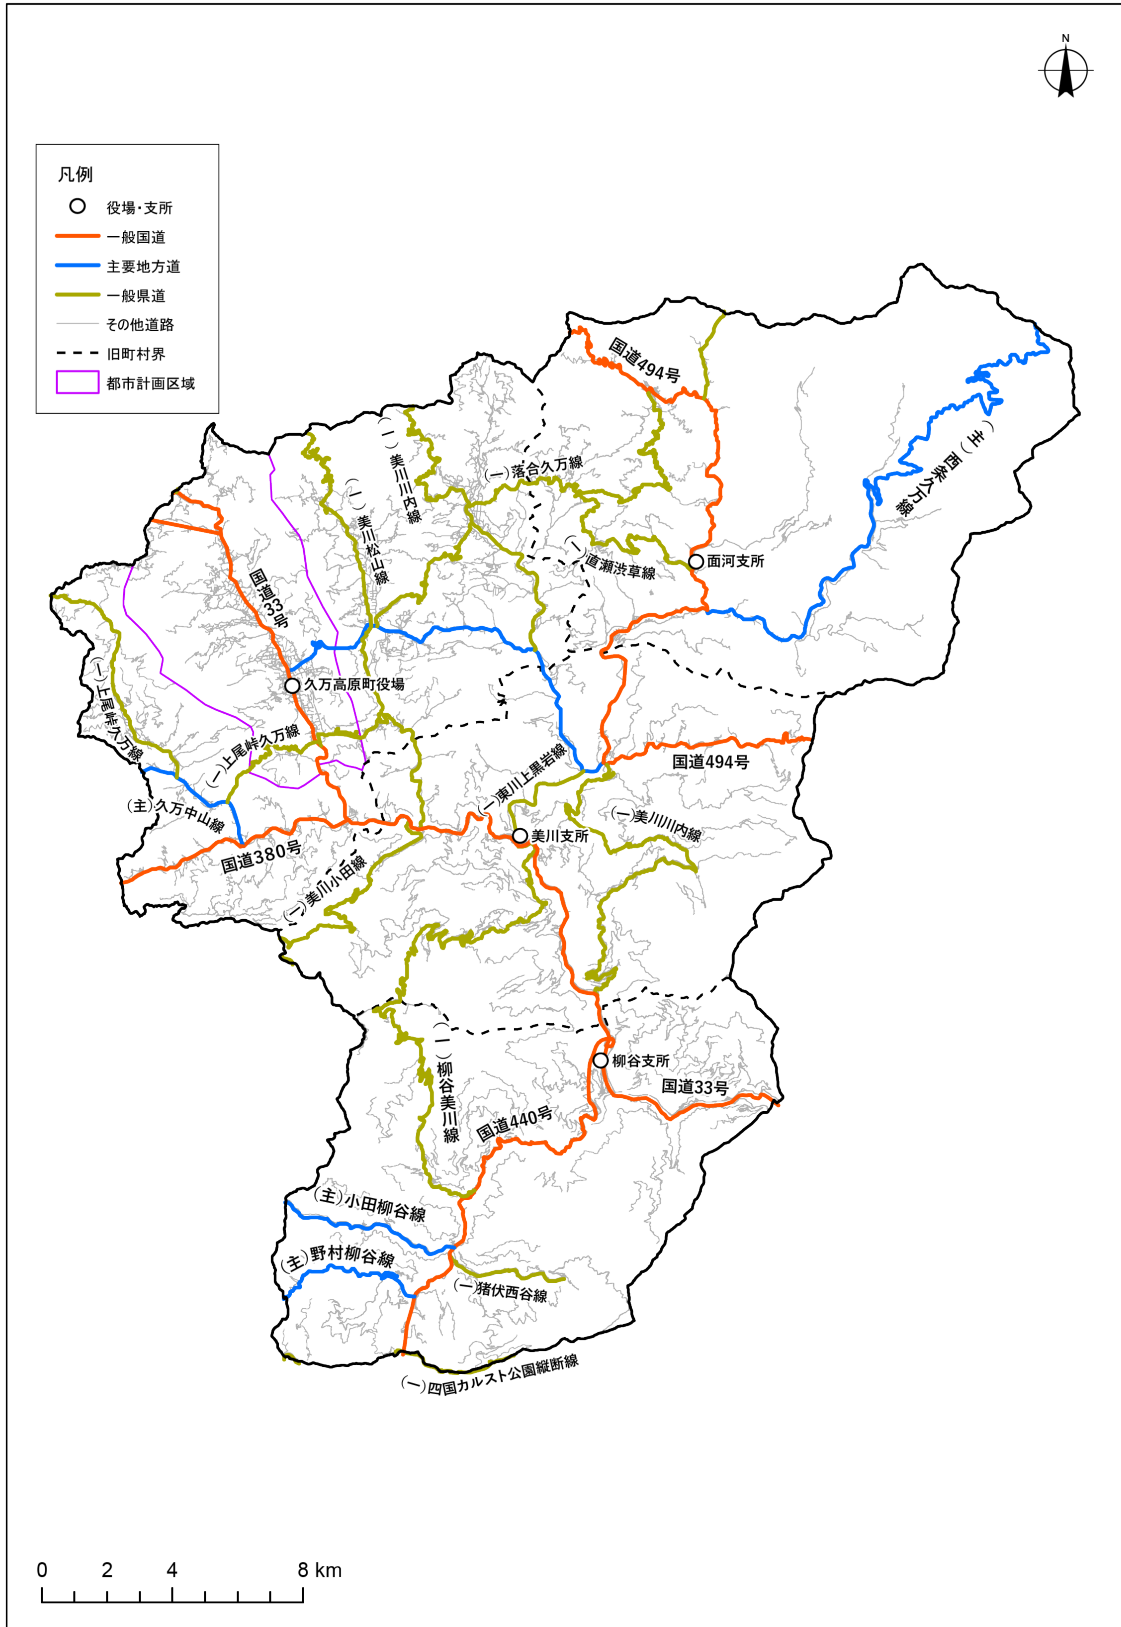 N
凡例
役場・支所
一般国道
主要地方道
一般県道
その他道路
旧町村界
都市計画区域
国道494号
(主)西条久万線
(一)美川川内線
(一)落合久万線
(一)美川松山線
(一)直瀬渋草線
面河支所
国道33号
久万高原町役場
(一)上尾峠久万線
(一)上尾峠久万線
(主)久万中山線
国道380号
(一)東川上黒岩線
国道494号
(一)美川川内線
美川支所
(一)美川小田線
(一)柳谷美川線
柳谷支所
国道33号
国道440号
(主)小田柳谷線
(主)野村柳谷線
(一)猪伏西谷線
(一)四国カルスト公園縦断線
0 2 4 8 km